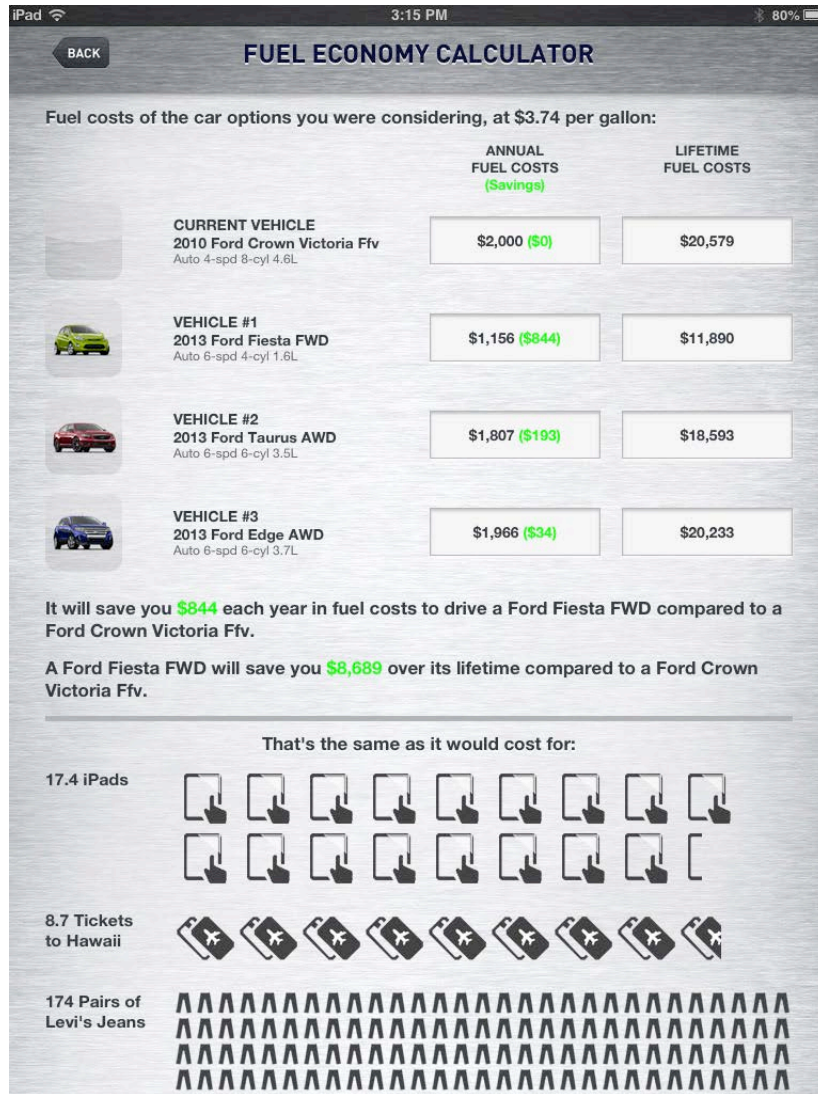 iPad 3:15 PM 80%
BACK
FUEL ECONOMY CALCULATOR
Fuel costs of the car options you were considering, at $3.74 per gallon:
ANNUAL
FUEL COSTS
(Savings)
LIFETIME
FUEL COSTS
CURRENT VEHICLE
2010 Ford Crown Victoria Ffv
Auto 4-spd 8-cyl 4.6L
$2,000 ($0)
$20,579
VEHICLE #1
2013 Ford Fiesta FWD
Auto 6-spd 4-cyl 1.6L
$1,156 ($844)
$11,890
VEHICLE #2
2013 Ford Taurus AWD
Auto 6-spd 6-cyl 3.5L
$1,807 ($193)
$18,593
VEHICLE #3
2013 Ford Edge AWD
Auto 6-spd 6-cyl 3.7L
$1,966 ($34)
$20,233
It will save you $844 each year in fuel costs to drive a Ford Fiesta FWD compared to a
Ford Crown Victoria Ffv.
A Ford Fiesta FWD will save you $8,689 over its lifetime compared to a Ford Crown
Victoria Ffv.
That's the same as it would cost for:
17.4 iPads
8.7 Tickets
to Hawaii
174 Pairs of
Levi's Jeans